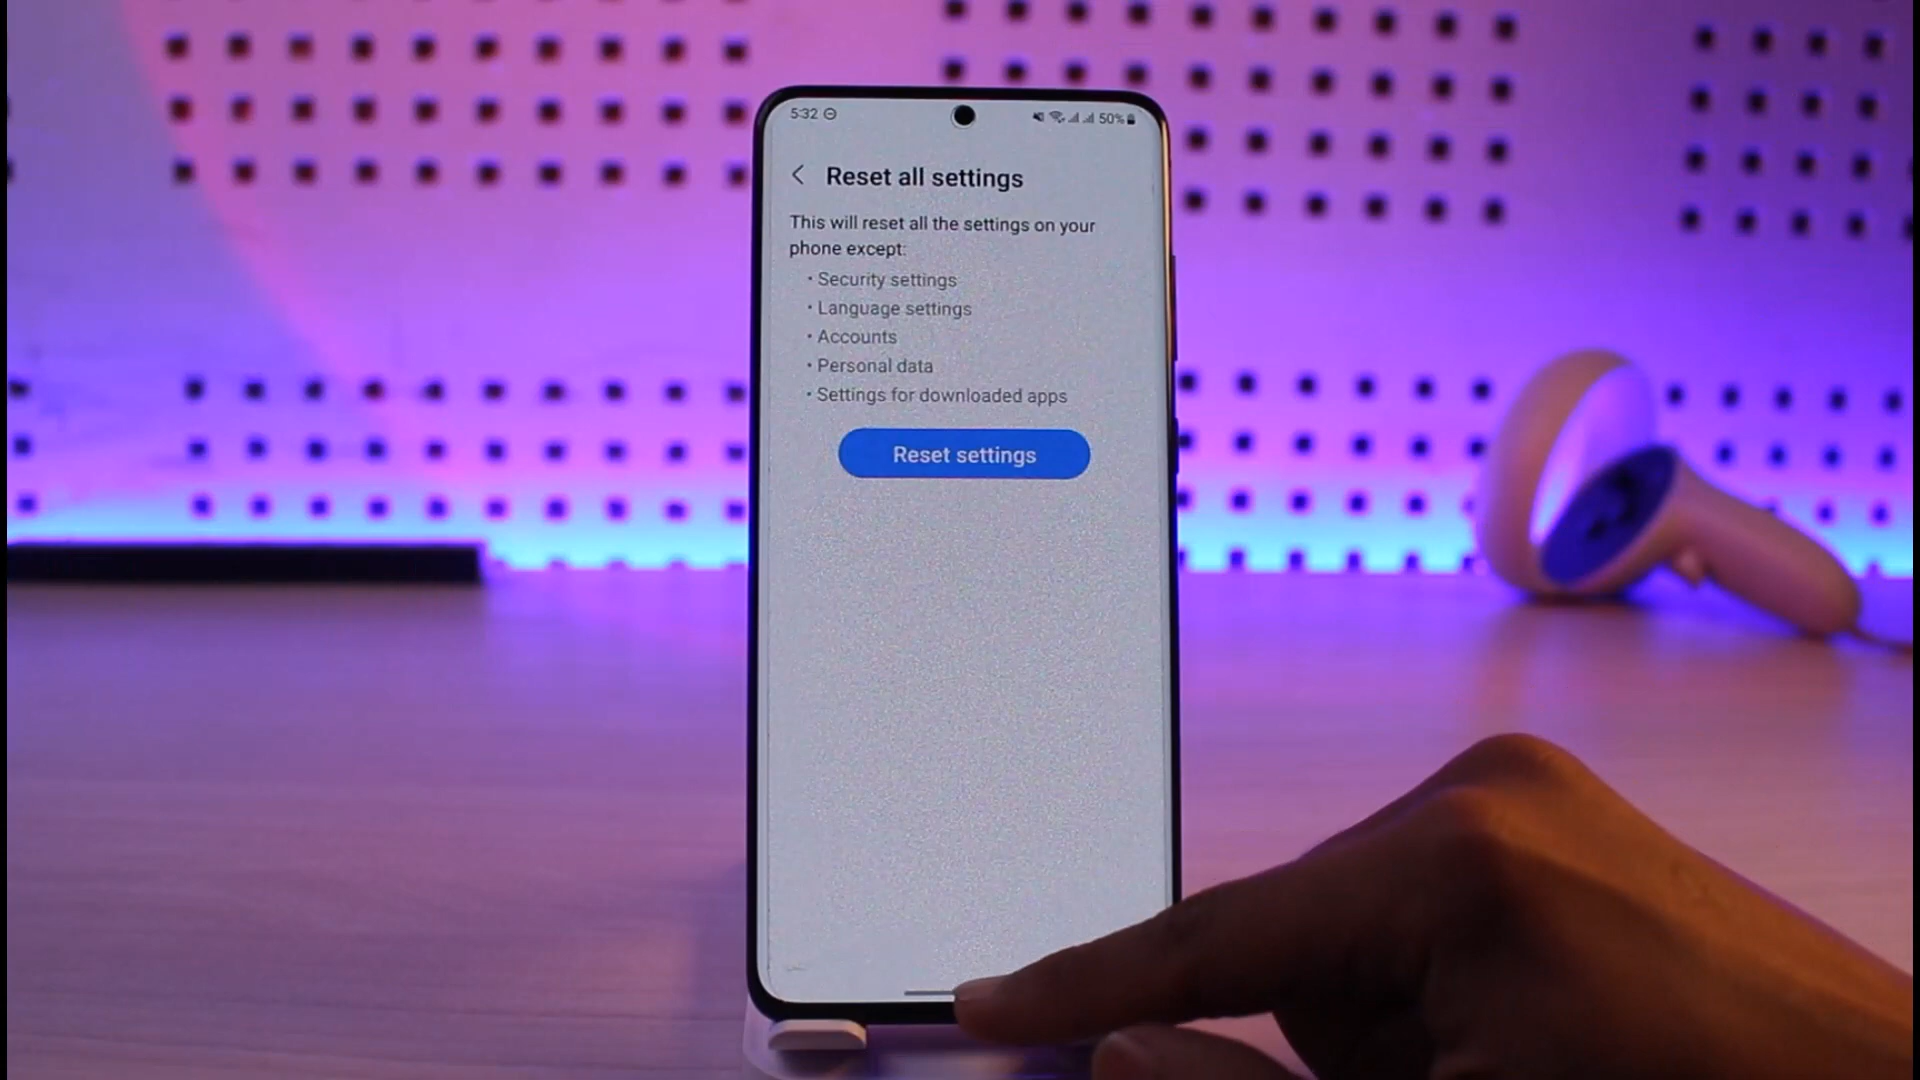 5:32
50%
Reset all settings
This will reset all the settings on your
phone except:
• Security settings
• Language settings
• Accounts
• Personal data
• Settings for downloaded apps
Reset settings